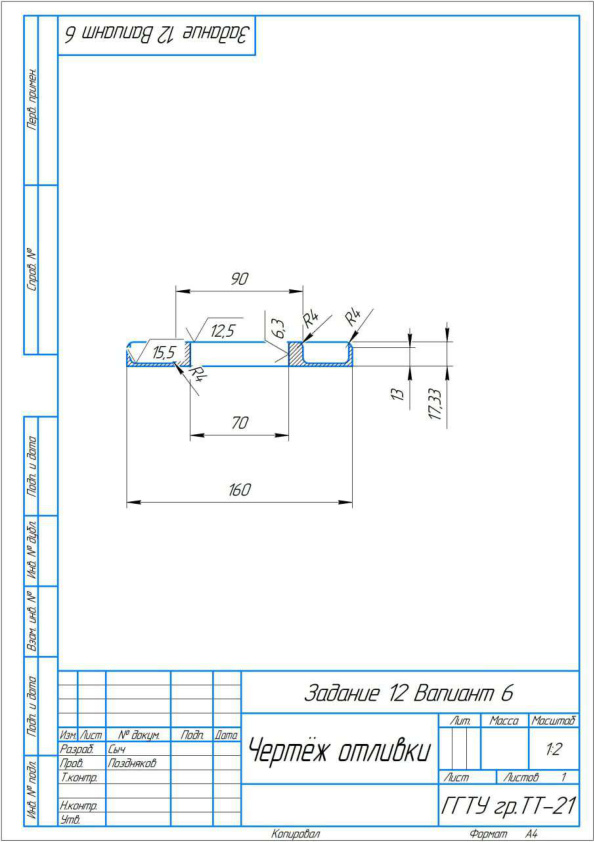 Задание 12 Вапиант 6
Перв. примен.
Справ. №
Подп. и дата
Инв. № дубл.
Взам. инв. №
Подп. и дата
Инв. № подл.
90
12,5
6,3
R4
R4
15,5
R4
13
17,33
70
160
Задание 12 Вапиант 6
Изм. Лист № докум. Подп. Дата
Разраб. Сыч
Пров. Поздняков
Т.контр.
Н.контр.
Утв.
Чертёж отливки
Лит. Масса Масштаб
1:2
Лист Листов 1
ГГТУ гр.ТТ-21
Копировал Формат А4